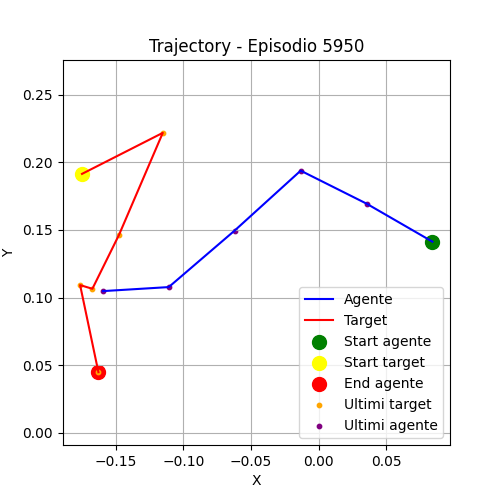 Trajectory - Episodio 5950
0.25
0.20
0.15
0.10
0.05
0.00
Y
−0.15
−0.10
−0.05
0.00
0.05
X
Agente
Target
Start agente
Start target
End agente
Ultimi target
Ultimi agente